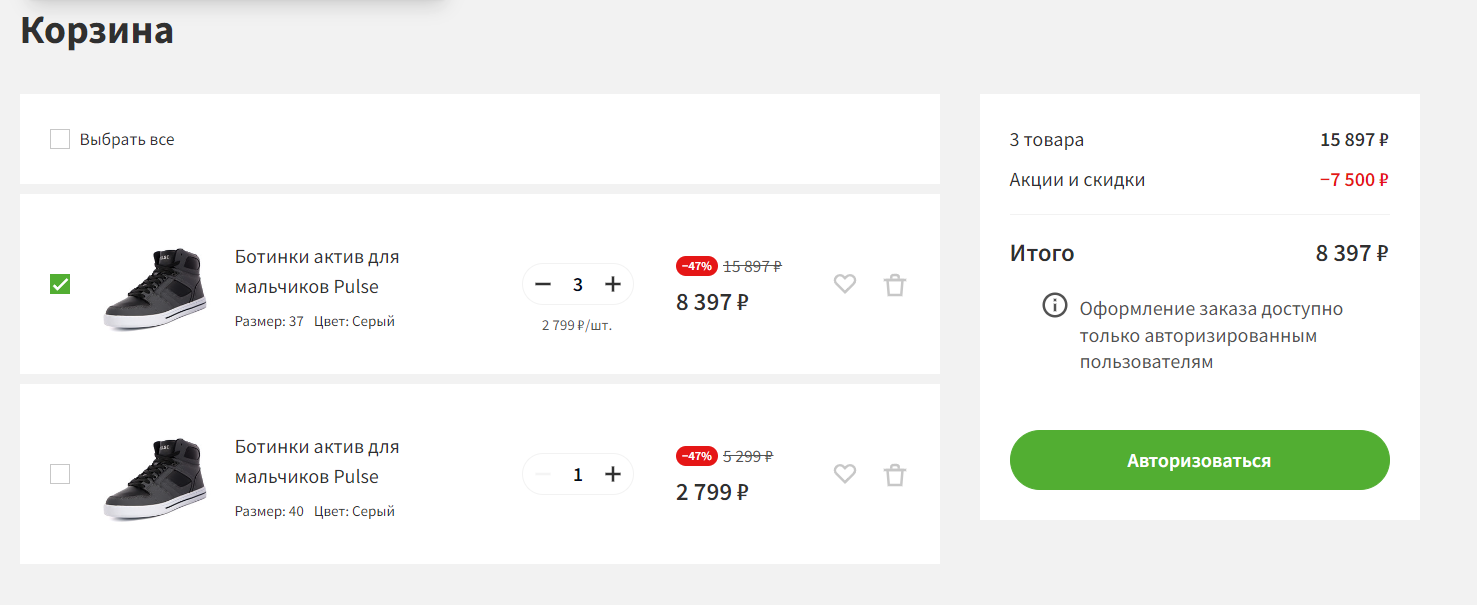 Корзина
Выбрать все
Ботинки актив для
мальчиков Pulse
Размер: 37 Цвет: Серый
3
2 799 ₽/шт.
−47% 15 897 ₽
8 397 ₽
Ботинки актив для
мальчиков Pulse
Размер: 40 Цвет: Серый
1
−47% 5 299 ₽
2 799 ₽
3 товара 15 897 ₽
Акции и скидки −7 500 ₽
Итого 8 397 ₽
Оформление заказа доступно
только авторизированным
пользователям
Авторизоваться